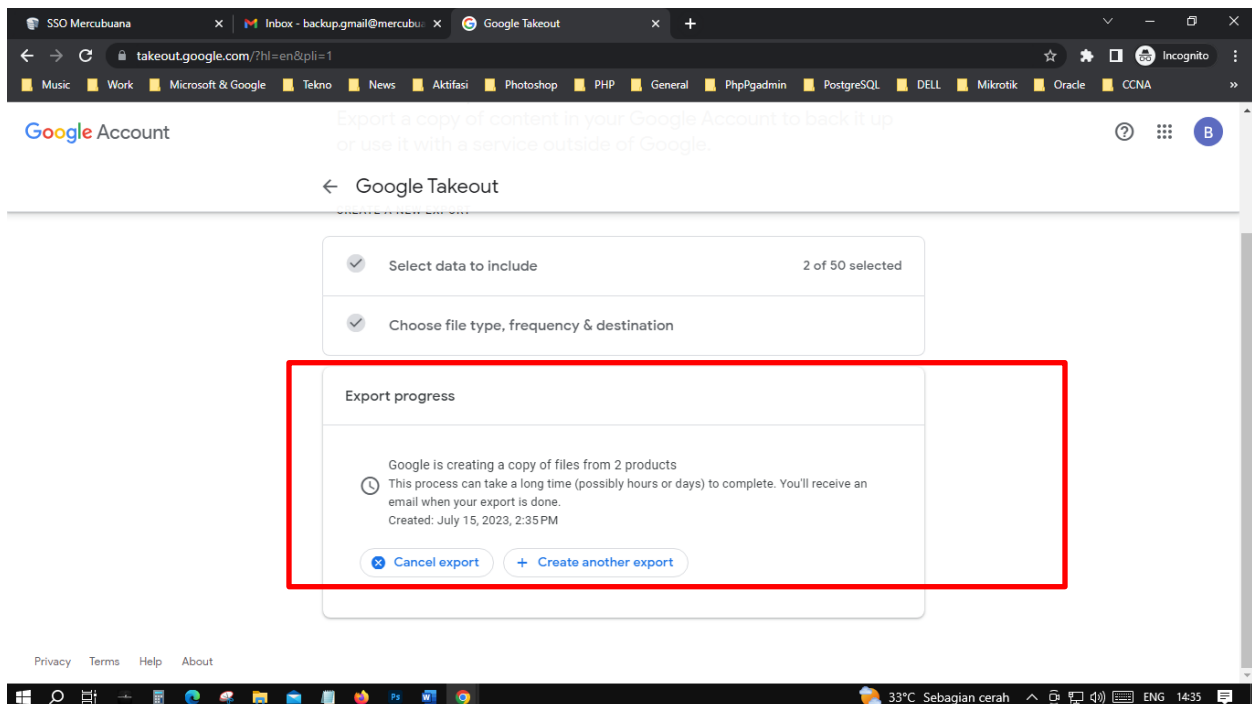 SSO Mercubuana
Inbox - backup.gmail@mercubua
Google Takeout
takeout.google.com/?hl=en&pli=1
Incognito
Music Work Microsoft & Google Tekno News Aktifasi Photoshop PHP General PhpPgadmin PostgreSQL DELL Mikrotik Oracle CCNA »
Google Account
Export a copy of content in your Google Account to back it up
or use it with a service outside of Google.
B
Google Takeout
CREATE A NEW EXPORT
Select data to include 2 of 50 selected
Choose file type, frequency & destination
Export progress
Google is creating a copy of files from 2 products
This process can take a long time (possibly hours or days) to complete. You'll receive an
email when your export is done.
Created: July 15, 2023, 2:35 PM
Cancel export + Create another export
Privacy Terms Help About
Ps W 33°C Sebagian cerah ENG 14:35